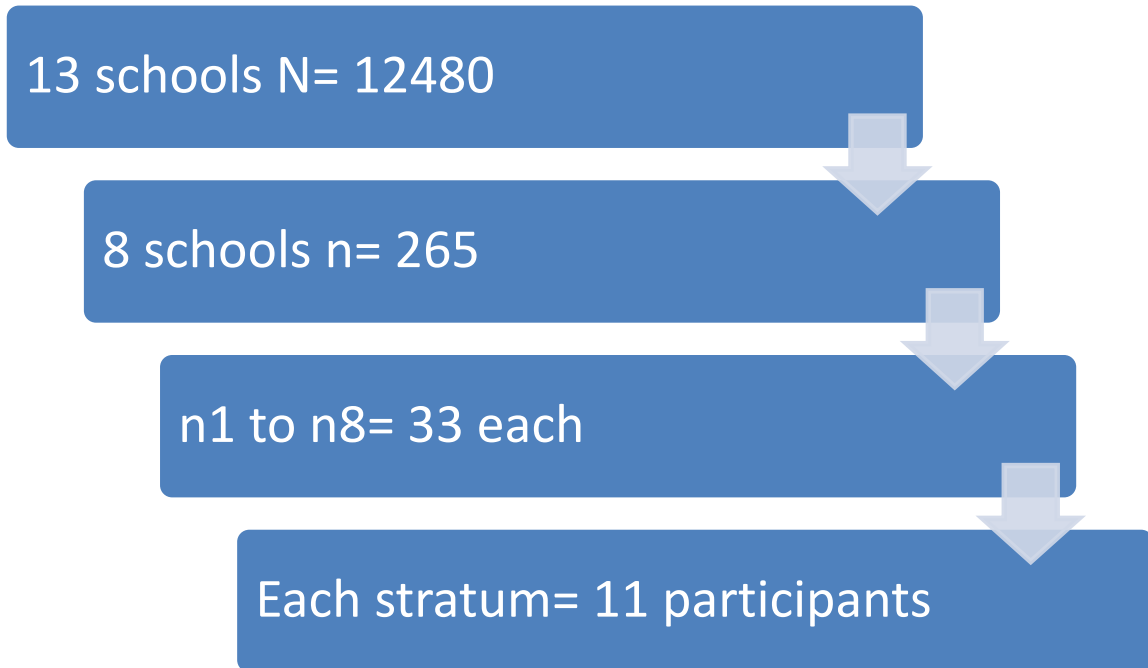 13 schools N= 12480
8 schools n= 265
n1 to n8= 33 each
Each stratum= 11 participants